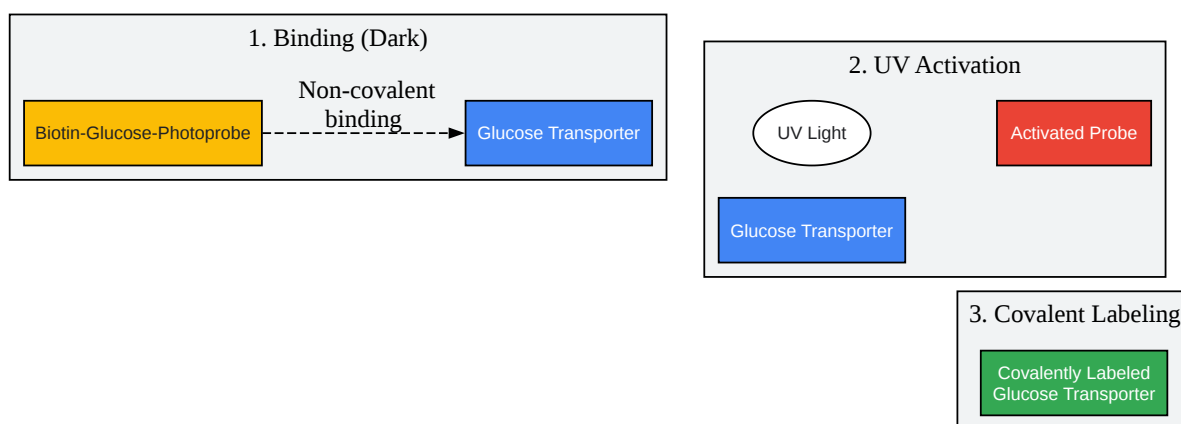 1. Binding (Dark)
Non-covalent
binding
Biotin-Glucose-Photoprobe
Glucose Transporter
2. UV Activation
UV Light
Activated Probe
Glucose Transporter
3. Covalent Labeling
Covalently Labeled
Glucose Transporter